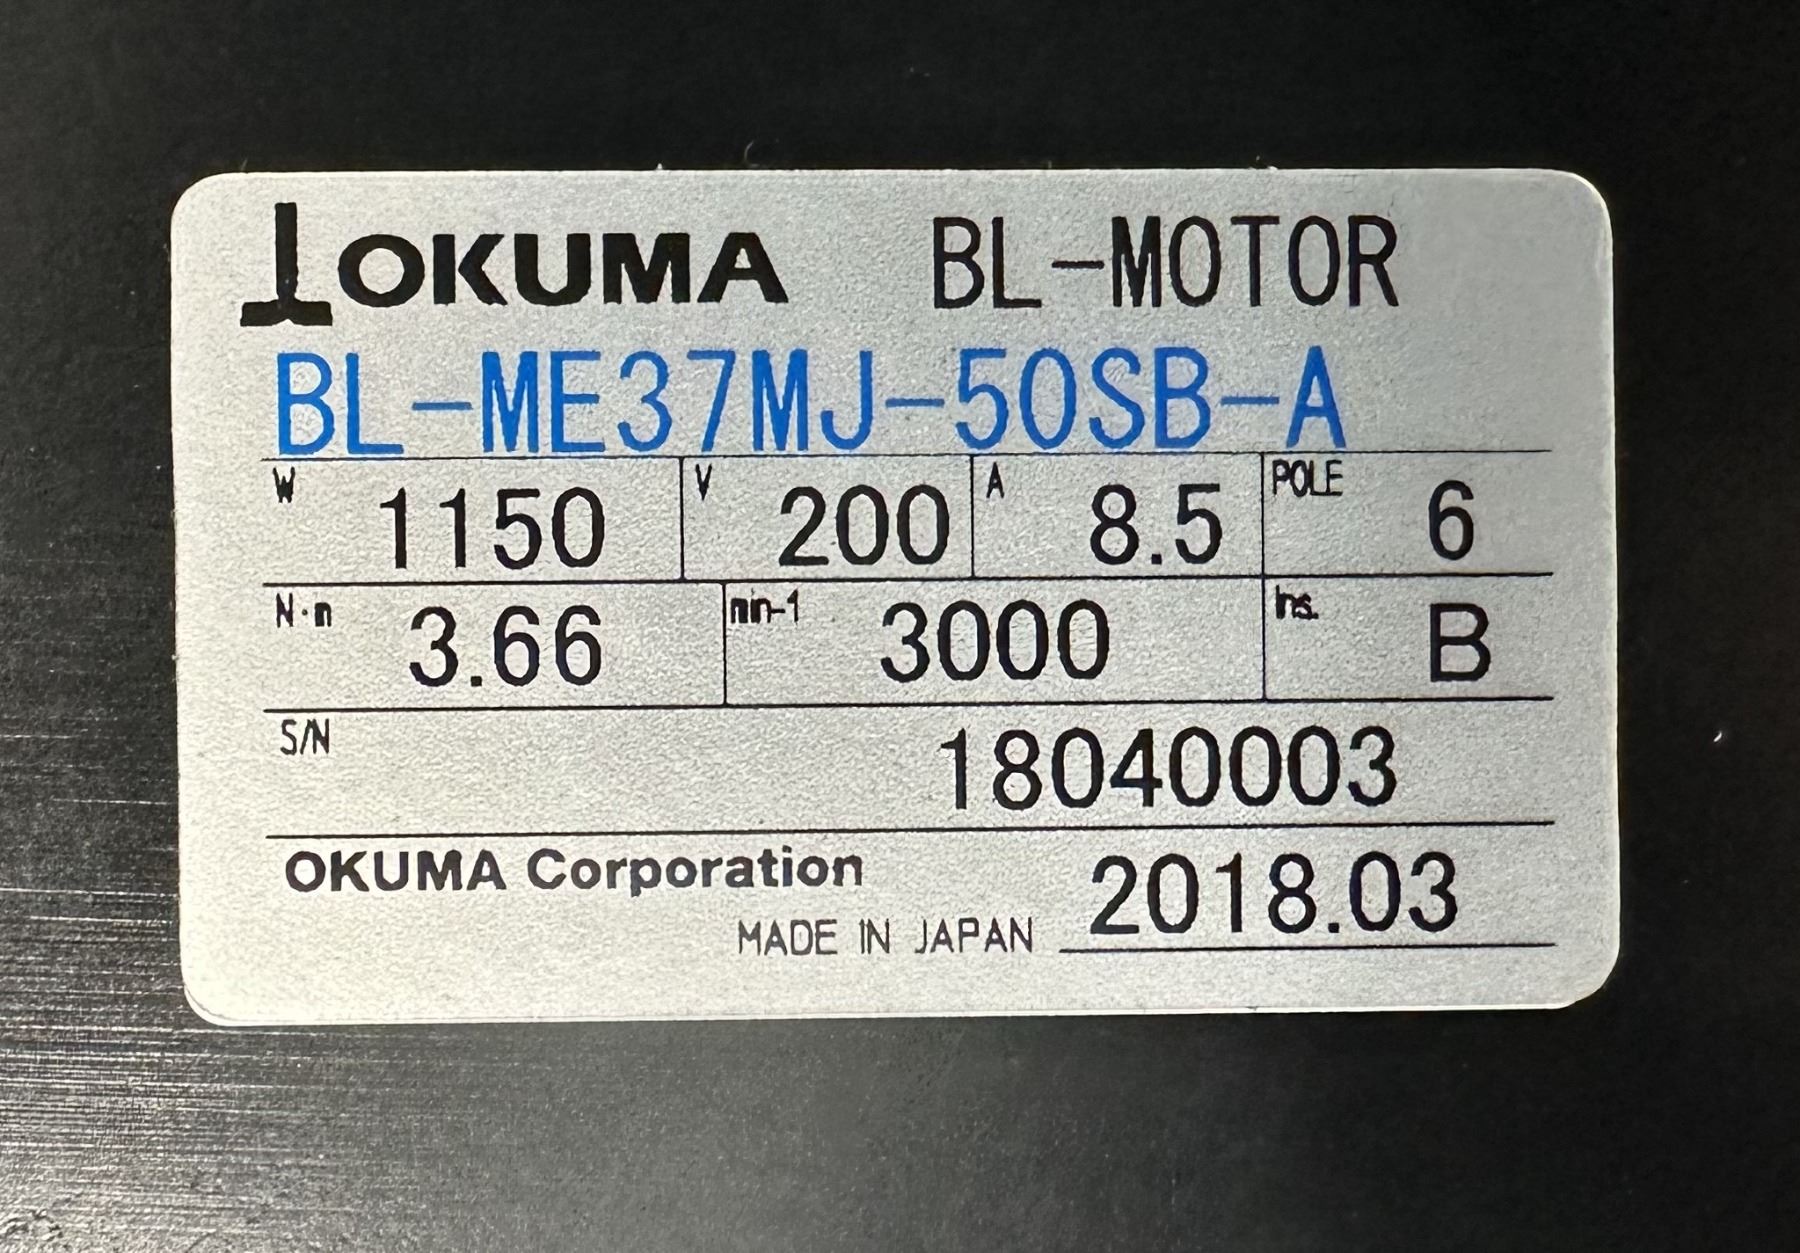 OKUMA BL-MOTOR
BL-ME37MJ-50SB-A
W 1150 V 200 A 8.5 POLE 6
N·m 3.66 min-1 3000 Ins. B
S/N 18040003
OKUMA Corporation
MADE IN JAPAN 2018.03